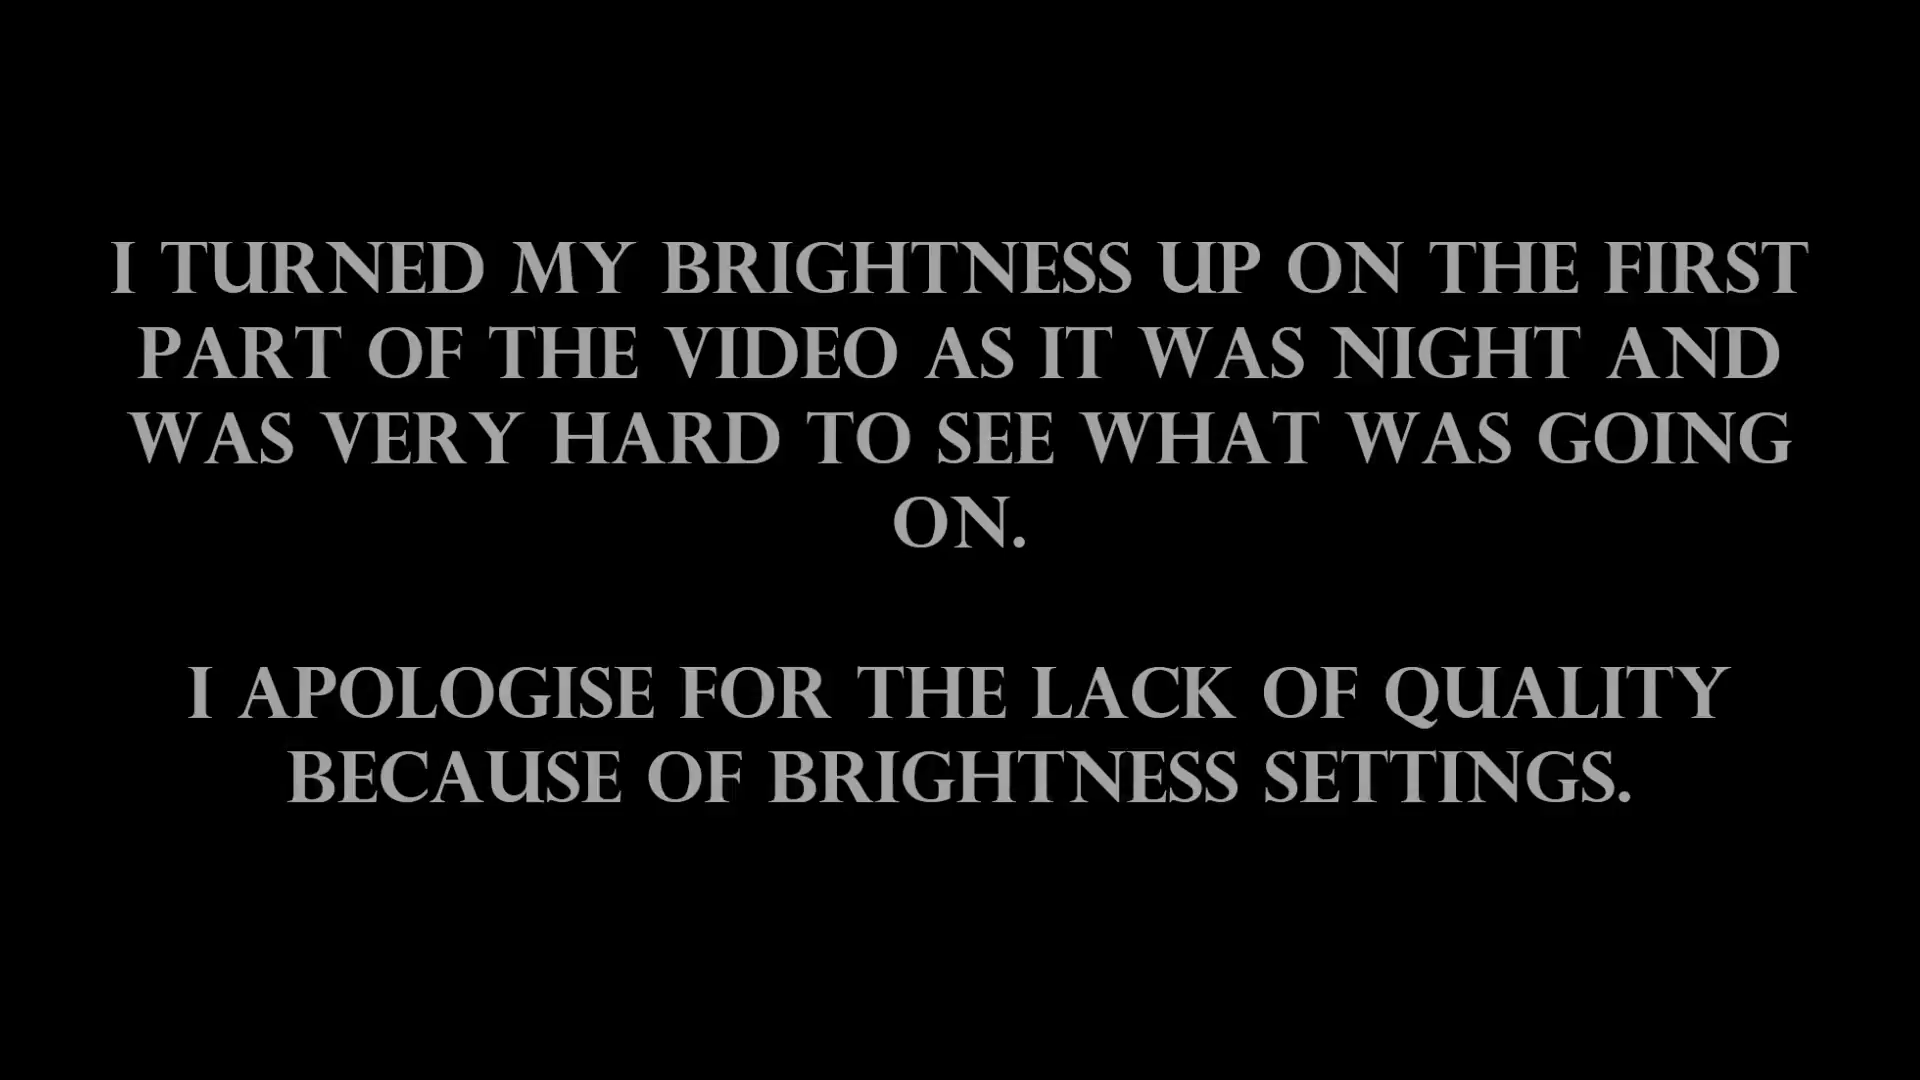 I TURNED MY BRIGHTNESS UP ON THE FIRST
PART OF THE VIDEO AS IT WAS NIGHT AND
WAS VERY HARD TO SEE WHAT WAS GOING
ON.
I APOLOGISE FOR THE LACK OF QUALITY
BECAUSE OF BRIGHTNESS SETTINGS.